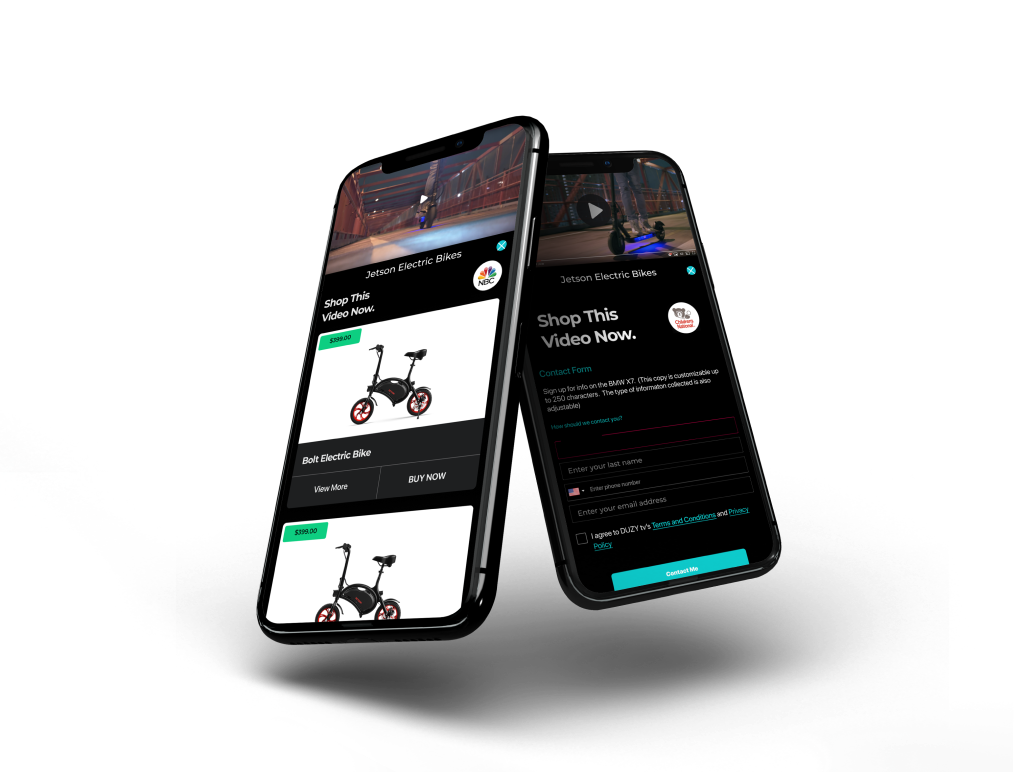 Jetson Electric Bikes
NBC
Shop This
Video Now.
$399.00
Bolt Electric Bike
View More
BUY NOW
$399.00
Jetson Electric Bikes
Shop This
Video Now.
Children's
National
Contact Form
Sign up for info on the BMW X7. (This copy is customizable up
to 250 characters. The type of informaton collected is also
adjustable)
How should we contact you?
Enter your last name
Enter phone number
Enter your email address
I agree to DUZY tv's Terms and Conditions and Privacy
Policy
Contact Me